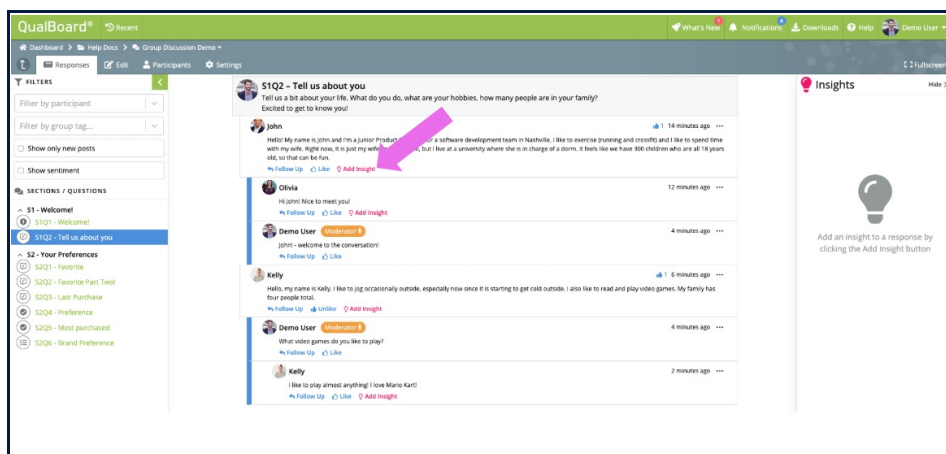 QualBoard® Recent What's New 1 Notifications 4 Downloads Help Demo User
Dashboard > Help Docs > Group Discussion Demo
Responses Edit Participants Settings Fullscreen
FILTERS
Filter by participant
Filter by group tag...
Show only new posts
Show sentiment
SECTIONS / QUESTIONS
S1 - Welcome!
S1Q1 - Welcome!
S1Q2 - Tell us about you
S2 - Your Preferences
S2Q1 - Favorite
S2Q2 - Favorite Part Two!
S2Q3 - Last Purchase
S2Q4 - Preference
S2Q5 - Most purchased
S2Q6 - Brand Preference
S1Q2 – Tell us about you
Tell us a bit about your life. What do you do, what are your hobbies, how many people are in your family?
Excited to get to know you!
John 1 14 minutes ago
Hello! My name is John and I'm a Junior Product or a software development team in Nashville. I like to exercise (running and crossfit) and I like to spend time
with my wife. Right now, it is just my wife , but I live at a university where she is in charge of a dorm. It feels like we have 300 children who are all 18 years
old, so that can be fun.
Follow Up Like Add Insight
Olivia 12 minutes ago
Hi John! Nice to meet you!
Follow Up Like Add Insight
Demo User Moderator 4 minutes ago
John! - welcome to the conversation!
Follow Up Like
Kelly 1 6 minutes ago
Hello, my name is Kelly. I like to jog occasionally outside, especially now since it is starting to get cold outside. I also like to read and play video games. My family has
four people total.
Follow Up Unlike Add Insight
Demo User Moderator 4 minutes ago
What video games do you like to play?
Follow Up Like
Kelly 2 minutes ago
I like to play almost anything! I love Mario Kart!
Follow Up Like Add Insight
Insights Hide >
Add an insight to a response by
clicking the Add Insight button